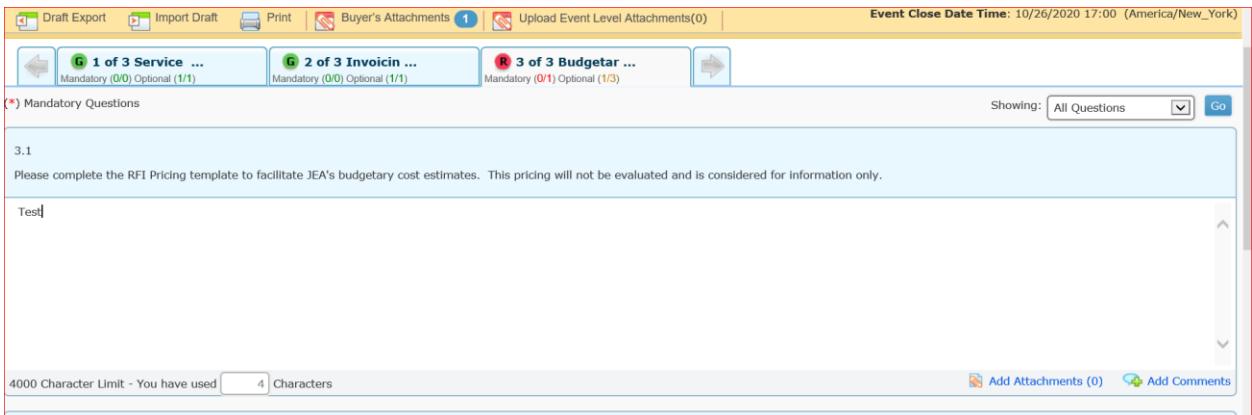 Draft Export Import Draft Print Buyer's Attachments 1 Upload Event Level Attachments(0) Event Close Date Time: 10/26/2020 17:00 (America/New_York)
G 1 of 3 Service ... G 2 of 3 Invoicin ... R 3 of 3 Budgetar ...
Mandatory (0/0) Optional (1/1) Mandatory (0/0) Optional (1/1) Mandatory (0/1) Optional (1/3)
(*) Mandatory Questions Showing: All Questions Go
3.1
Please complete the RFI Pricing template to facilitate JEA's budgetary cost estimates. This pricing will not be evaluated and is considered for information only.
Test
4000 Character Limit - You have used 4 Characters Add Attachments (0) Add Comments